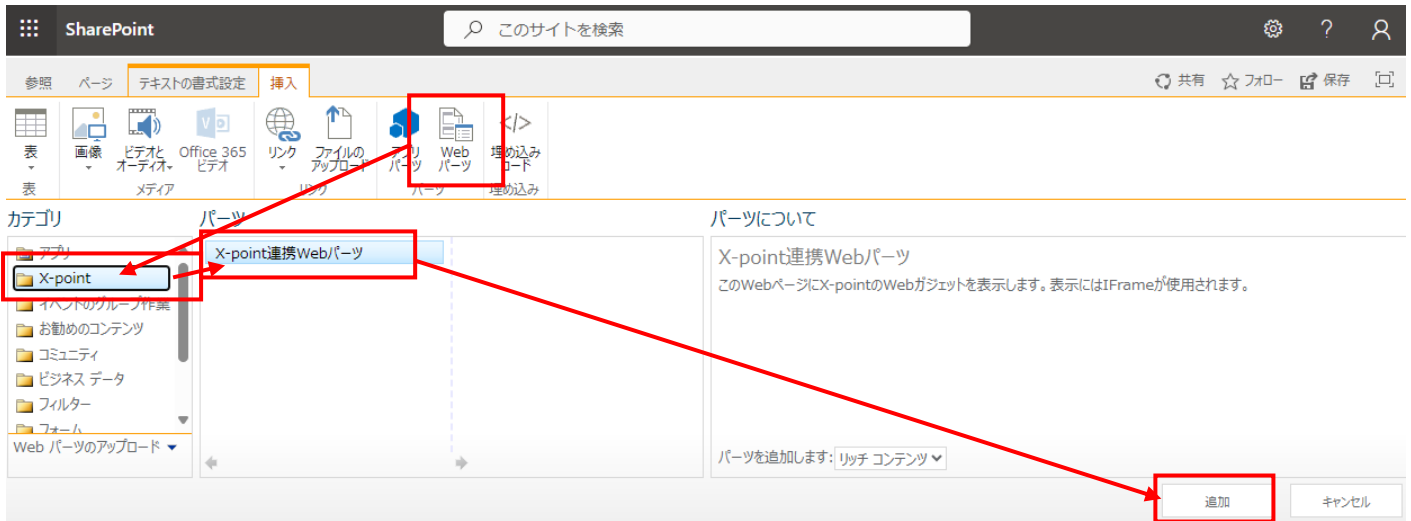 SharePoint
このサイトを検索
?
参照 ページ テキストの書式設定 挿入
共有 フォロー 保存
表
画像
ビデオと
オーディオ
Office 365
ビデオ
リンク
ファイルの
アップロード
アプリ
パーツ
Web
パーツ
埋め込み
コード
表 メディア リンク パーツ 埋め込み
カテゴリ パーツ パーツについて
アプリ
X-point
イベントのグループ作業
お勧めのコンテンツ
コミュニティ
ビジネス データ
フィルター
フォーム
Web パーツのアップロード
X-point連携Webパーツ
X-point連携Webパーツ
このWebページにX-pointのWebガジェットを表示します。表示にはIFrameが使用されます。
パーツを追加します: リッチ コンテンツ
追加 キャンセル